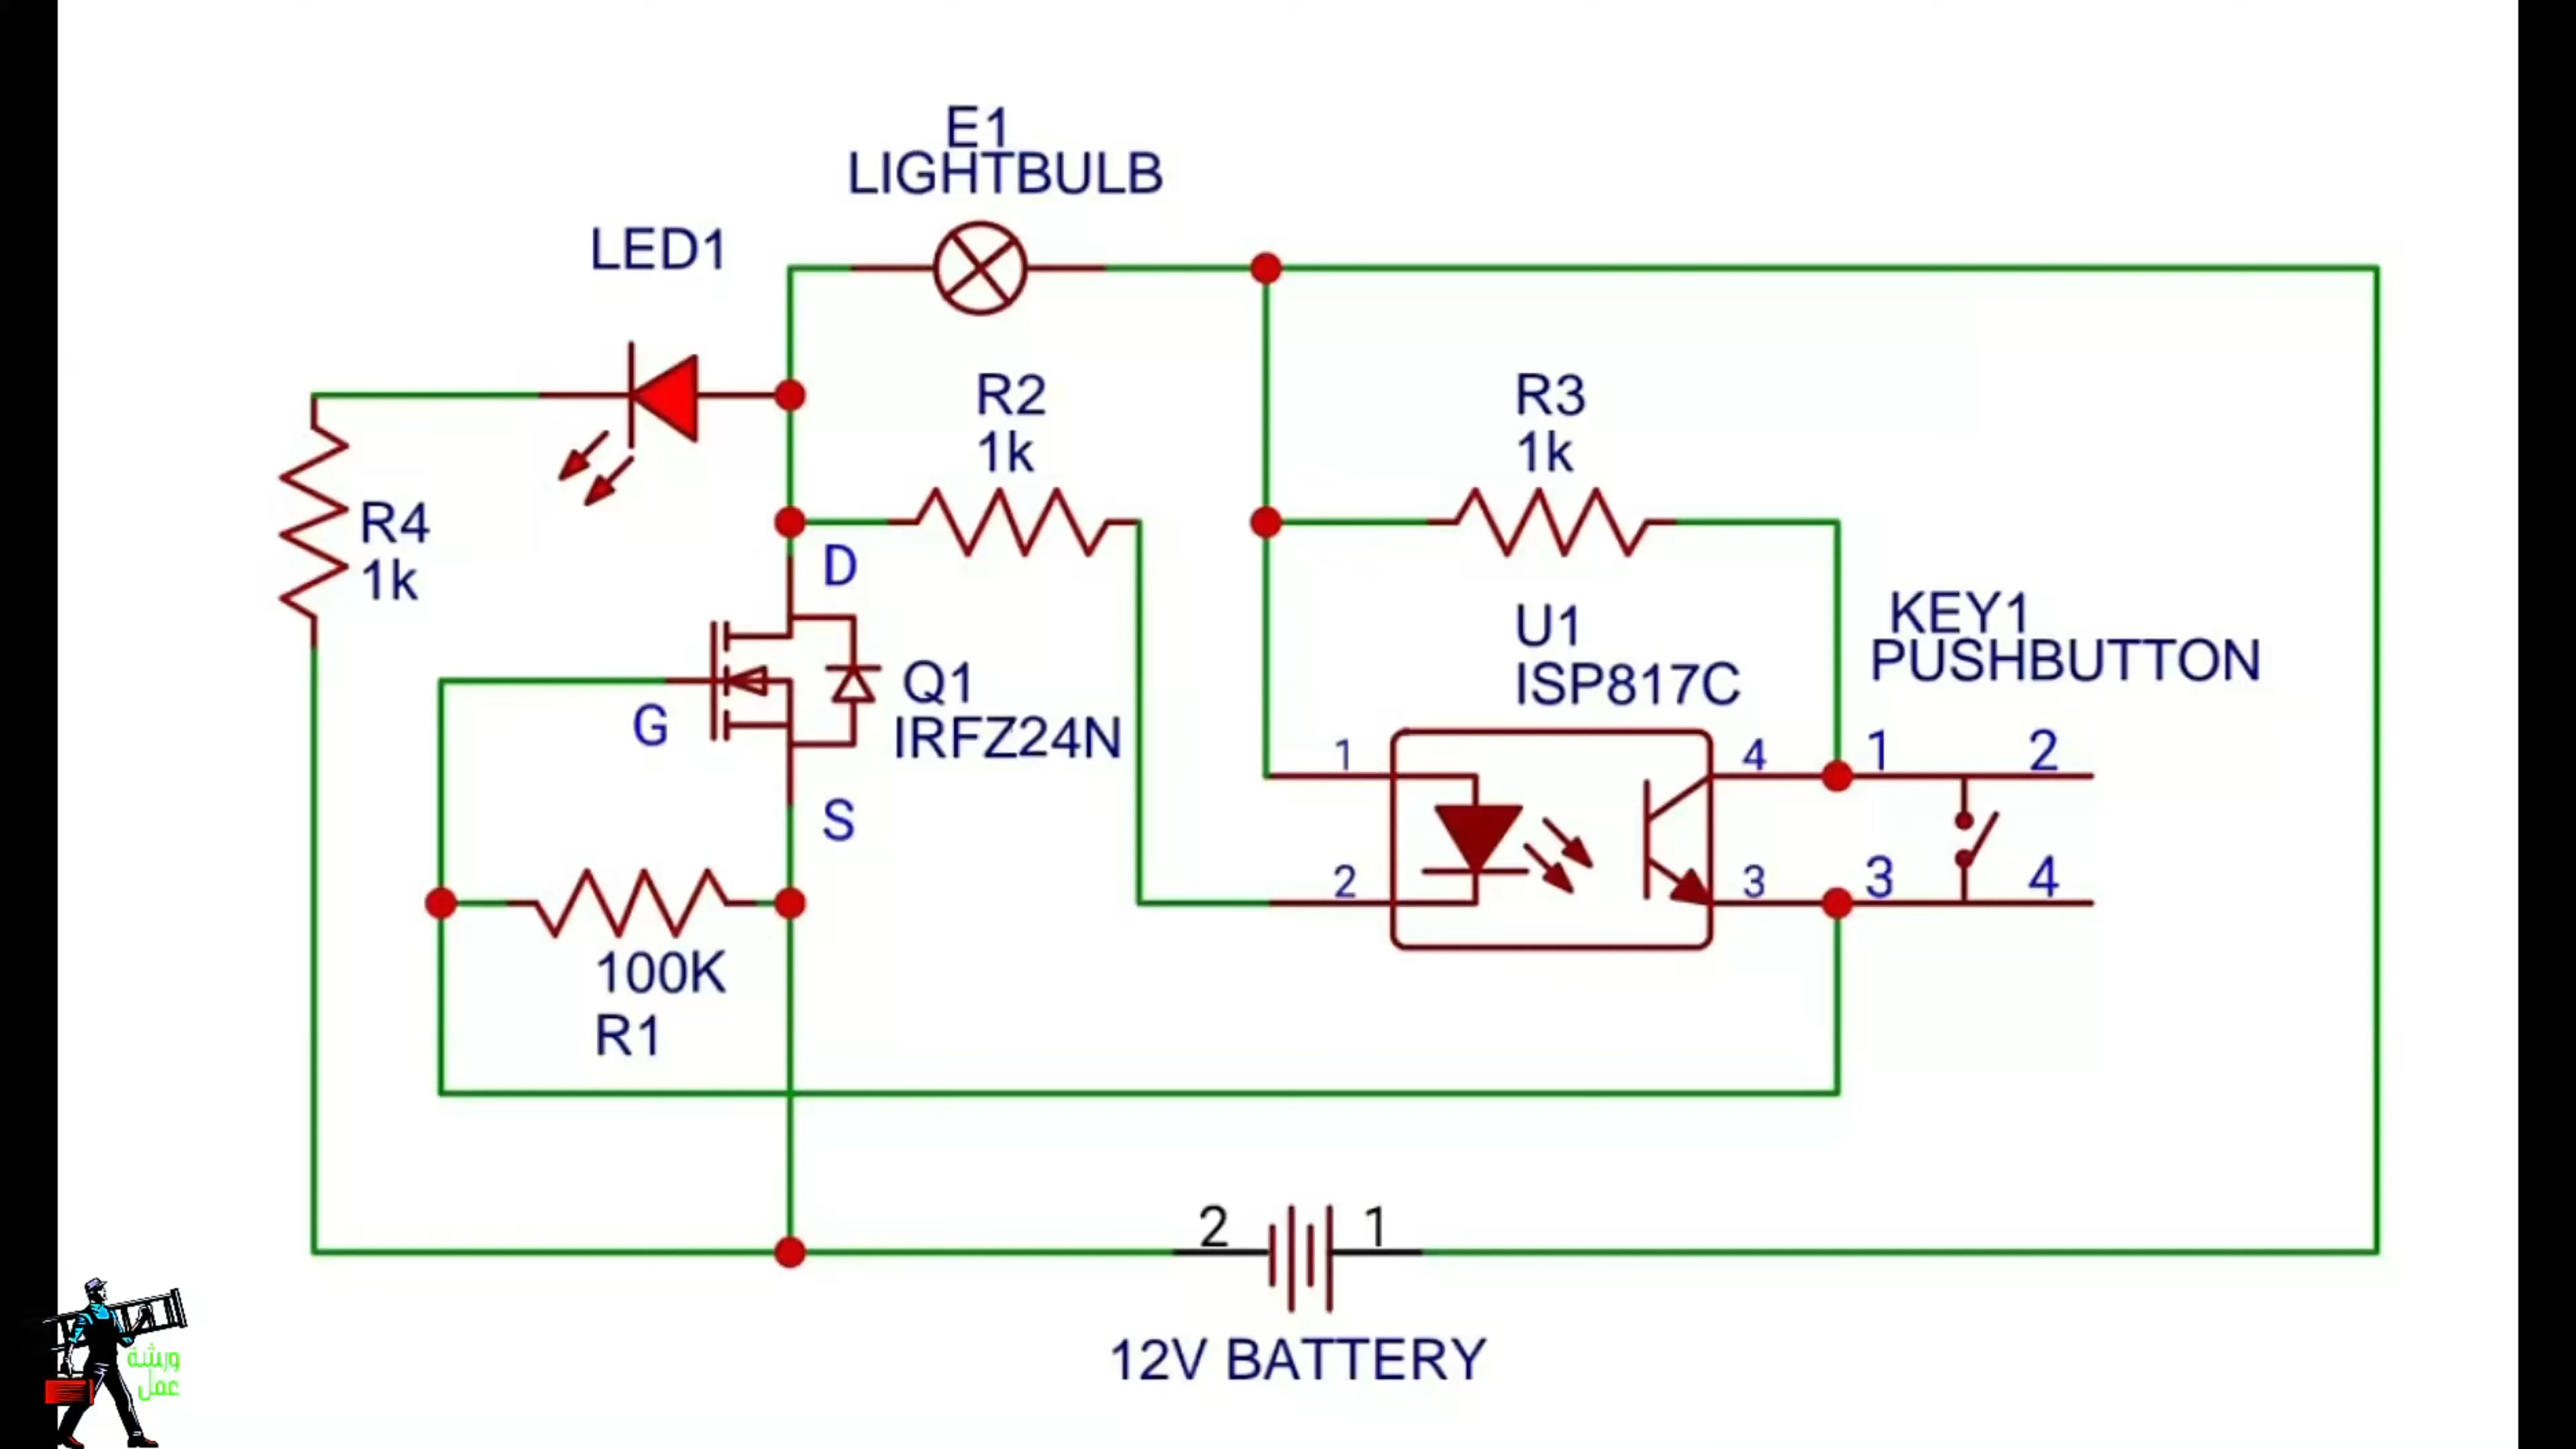 E1
LIGHTBULB
LED1
R2
1k
R3
1k
R4
1k
D
G
S
Q1
IRFZ24N
U1
ISP817C
KEY1
PUSHBUTTON
1
2
4
3
1
2
3
4
100K
R1
2
1
12V BATTERY
ورشة
عمل